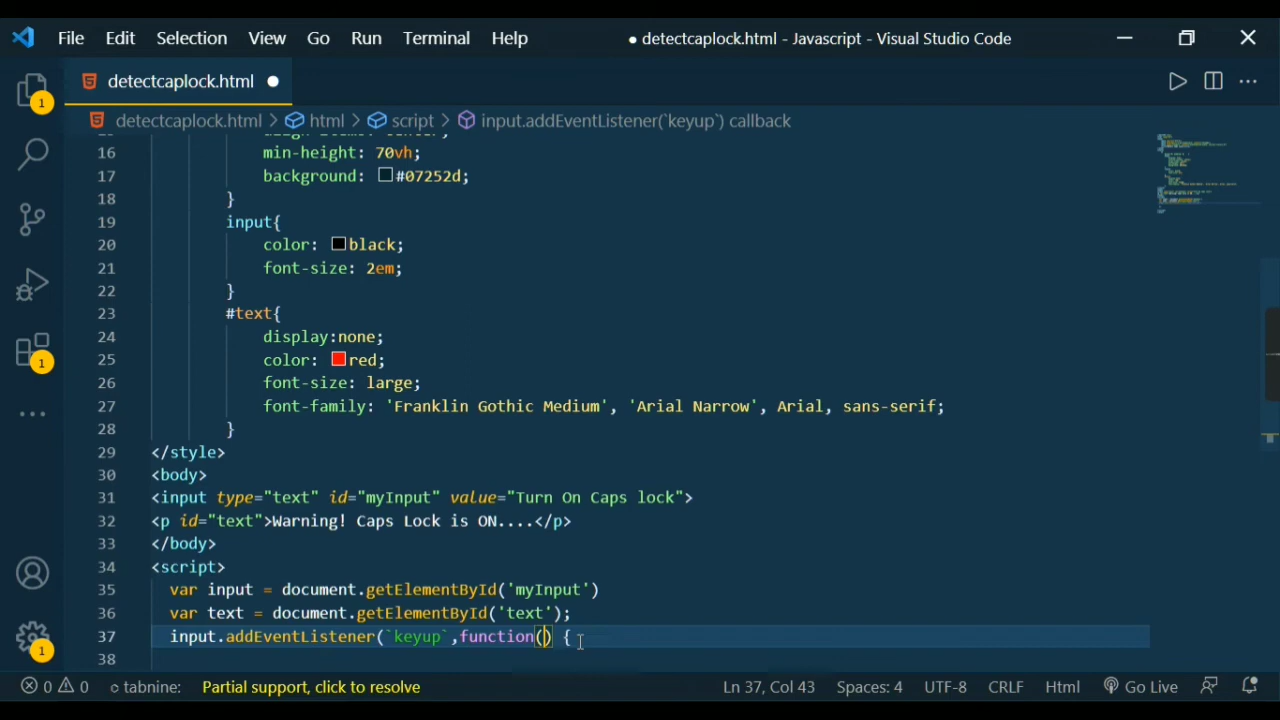 File Edit Selection View Go Run Terminal Help ● detectcaplock.html - Javascript - Visual Studio Code
detectcaplock.html
detectcaplock.html > html > script > input.addEventListener(`keyup`) callback
16 min-height: 70vh;
17 background: #07252d;
18 }
19 input{
20 color: black;
21 font-size: 2em;
22 }
23 #text{
24 display:none;
25 color: red;
26 font-size: large;
27 font-family: 'Franklin Gothic Medium', 'Arial Narrow', Arial, sans-serif;
28 }
29 </style>
30 <body>
31 <input type="text" id="myInput" value="Turn On Caps lock">
32 <p id="text">Warning! Caps Lock is ON....</p>
33 </body>
34 <script>
35 var input = document.getElementById('myInput')
36 var text = document.getElementById('text');
37 input.addEventListener(`keyup`,function() {
38
1
1
1
0 0 tabnine: Partial support, click to resolve Ln 37, Col 43 Spaces: 4 UTF-8 CRLF Html Go Live